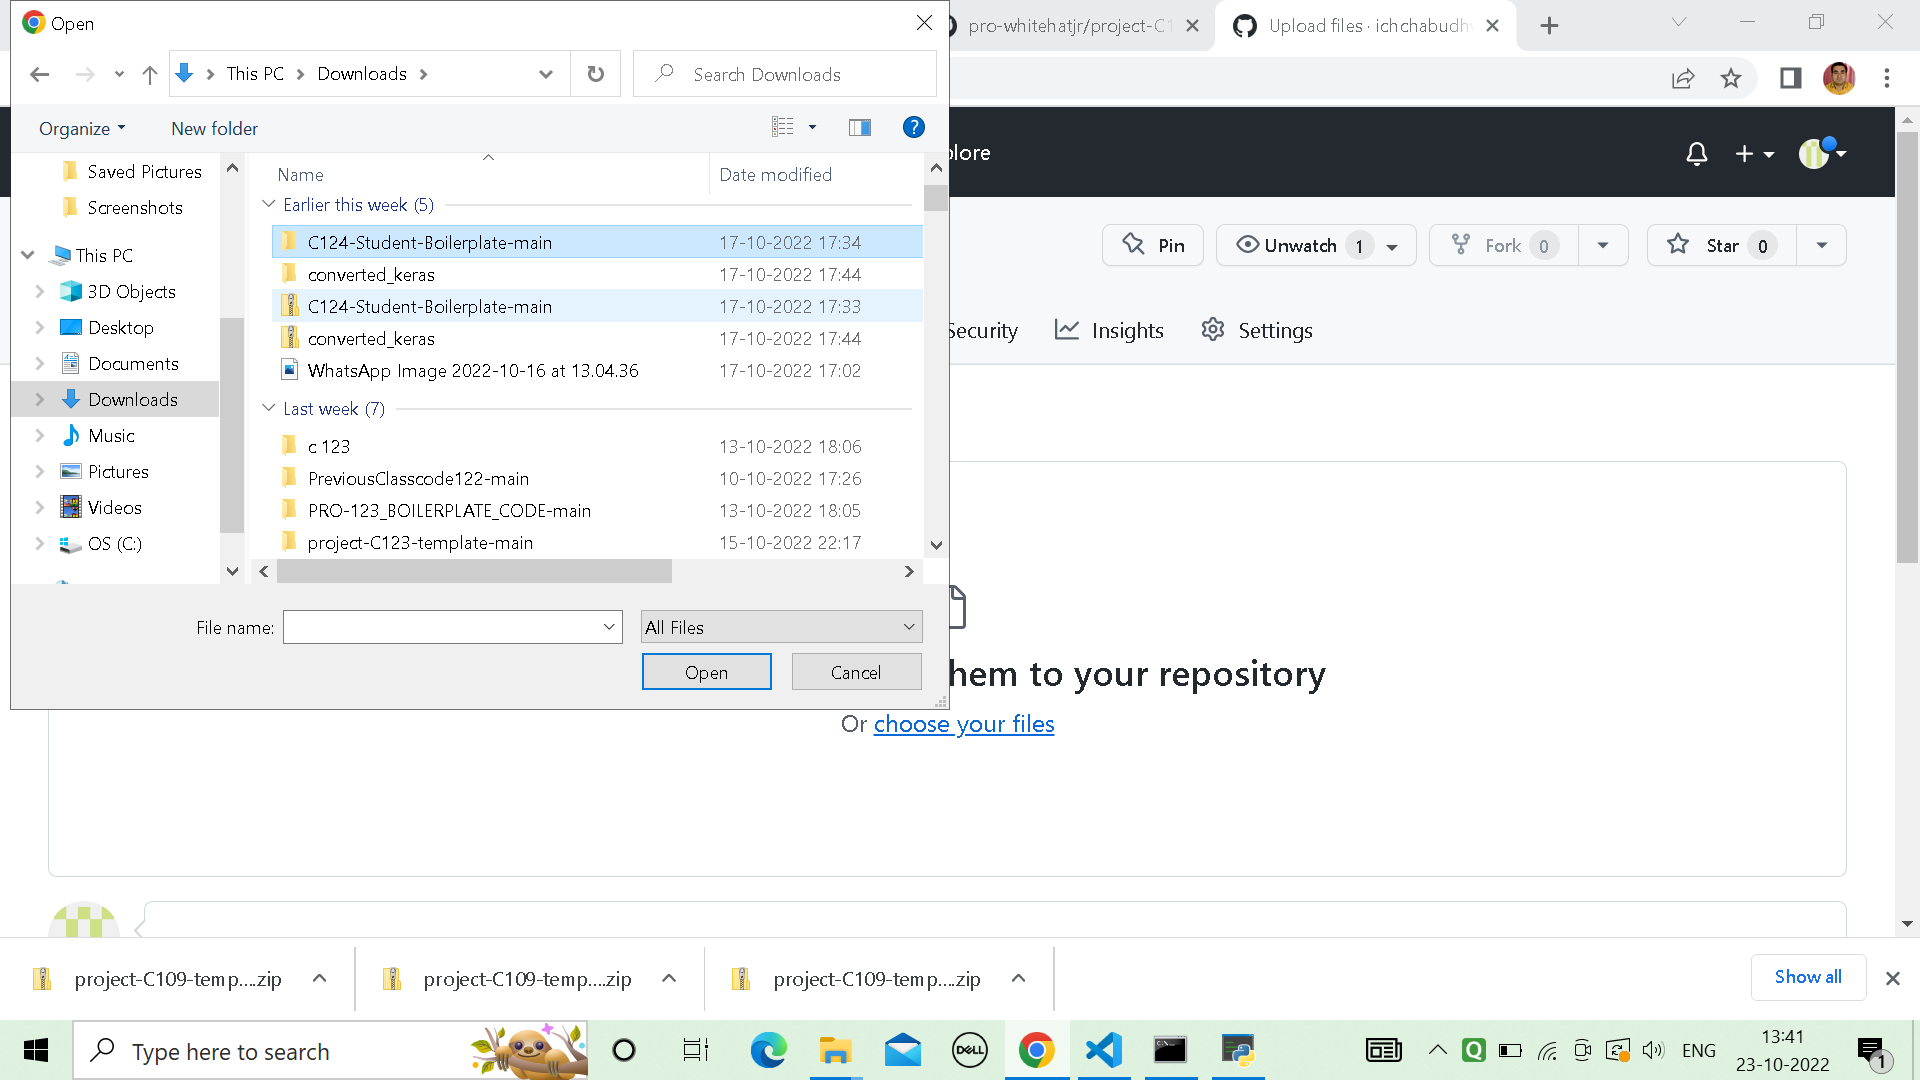 Open
pro-whitehatjr/project-C1
Upload files · ichchabudh
This PC
Downloads
Search Downloads
Organize
New folder
?
Explore
Saved Pictures
Screenshots
This PC
3D Objects
Desktop
Documents
Downloads
Music
Pictures
Videos
OS (C:)
Name
Date modified
Earlier this week (5)
C124-Student-Boilerplate-main 17-10-2022 17:34
converted_keras 17-10-2022 17:44
C124-Student-Boilerplate-main 17-10-2022 17:33
converted_keras 17-10-2022 17:44
WhatsApp Image 2022-10-16 at 13.04.36 17-10-2022 17:02
Last week (7)
c 123 13-10-2022 18:06
PreviousClasscode122-main 10-10-2022 17:26
PRO-123_BOILERPLATE_CODE-main 13-10-2022 18:05
project-C123-template-main 15-10-2022 22:17
Pin
Unwatch 1
Fork 0
Star 0
Security
Insights
Settings
File name:
All Files
Open
Cancel
hem to your repository
Or choose your files
project-C109-temp....zip
project-C109-temp....zip
project-C109-temp....zip
Show all
Type here to search
DELL
ENG
13:41
23-10-2022
1